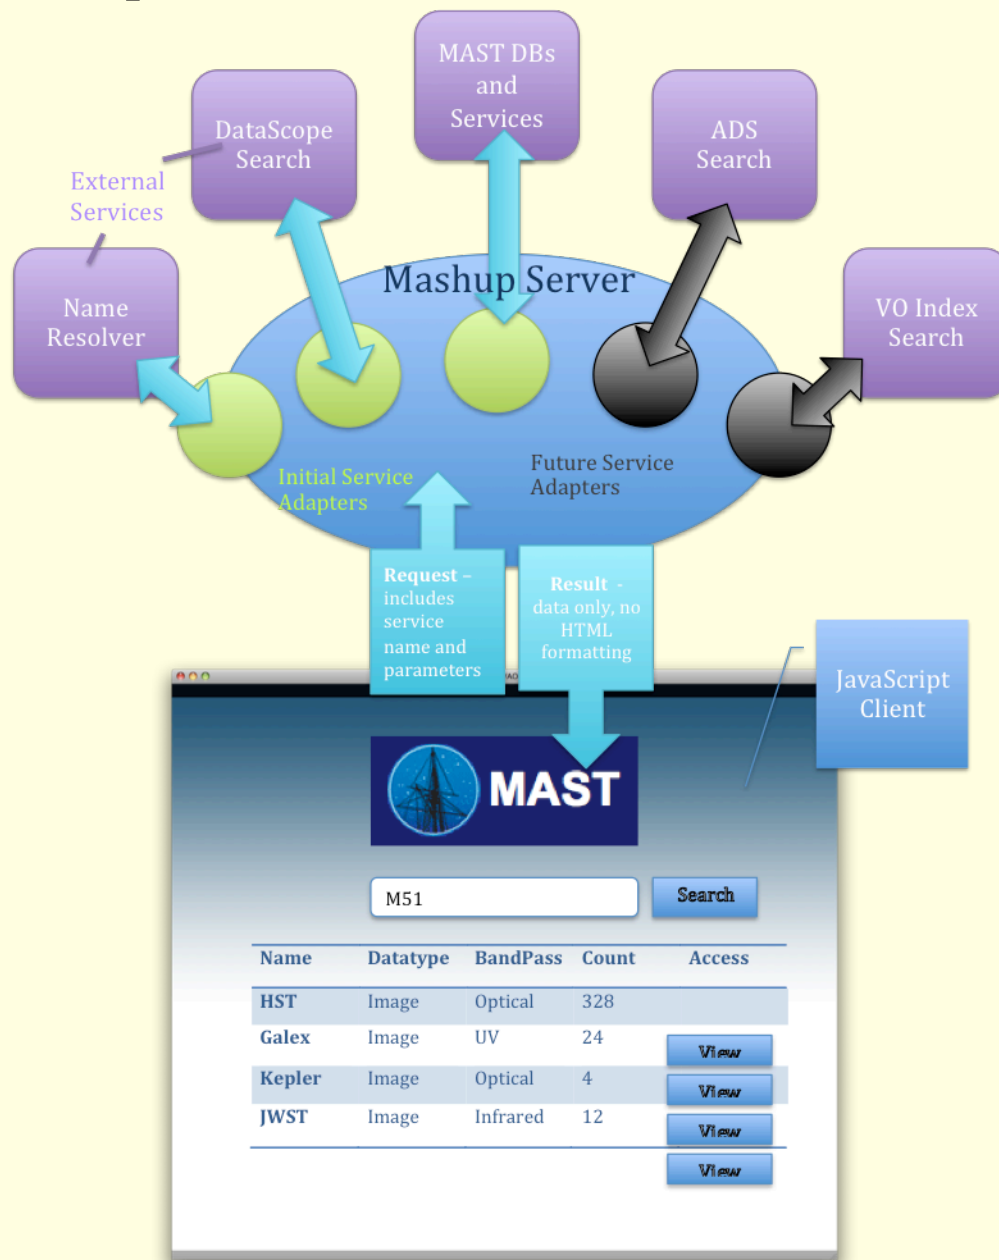 MAST DBs
and
Services
DataScope
Search
ADS
Search
External
Services
Name
Resolver
Mashup Server
VO Index
Search
Initial Service
Adapters
Future Service
Adapters
Request –
includes
service
name and
parameters
Result -
data only, no
HTML
formatting
JavaScript
Client
MAST
M51
Search
Name Datatype BandPass Count Access
HST Image Optical 328
Galex Image UV 24
View
Kepler Image Optical 4
View
JWST Image Infrared 12
View
View